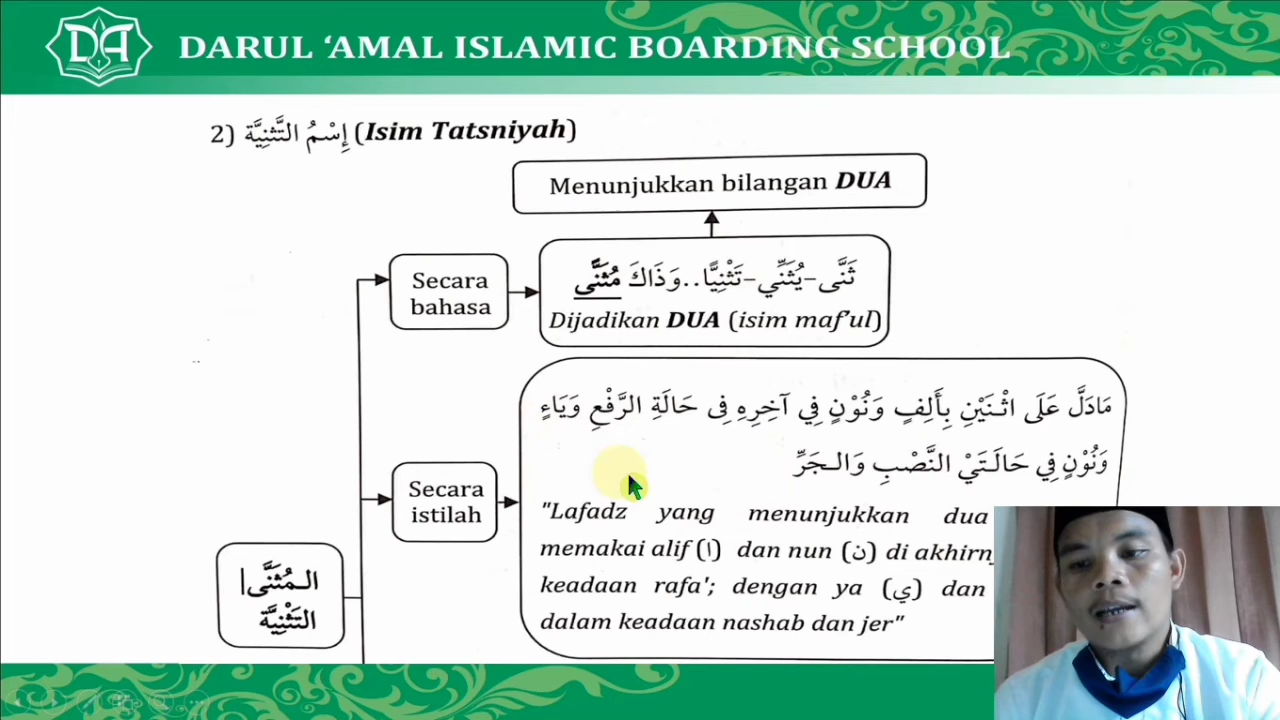 DA
DARUL ‘AMAL ISLAMIC BOARDING SCHOOL
2) إِسْمُ التَّثنِيَّة (Isim Tatsniyah)
Menunjukkan bilangan DUA
Secara
bahasa
ثَنَّى-يُثَنِّي-تَثْنِيًّا..وَذَاكَ مُثَنًّى
Dijadikan DUA (isim maf'ul)
مَادَلَّ عَلَى اثْنَيْنِ بِأَلِفٍ وَنُوْنٍ فِي آخِرِهِ فِى حَالَةِ الرَّفْعِ وَيَاءٍ
وَنُوْنٍ فِي حَالَتَيْ النَّصْبِ وَالجَرِّ
Secara
istilah
"Lafadz yang menunjukkan dua
memakai alif (ا) dan nun (ن) di akhirn
keadaan rafa'; dengan ya (ي) dan
dalam keadaan nashab dan jer"
المُثَنَّى|
التَثْنِيَّة